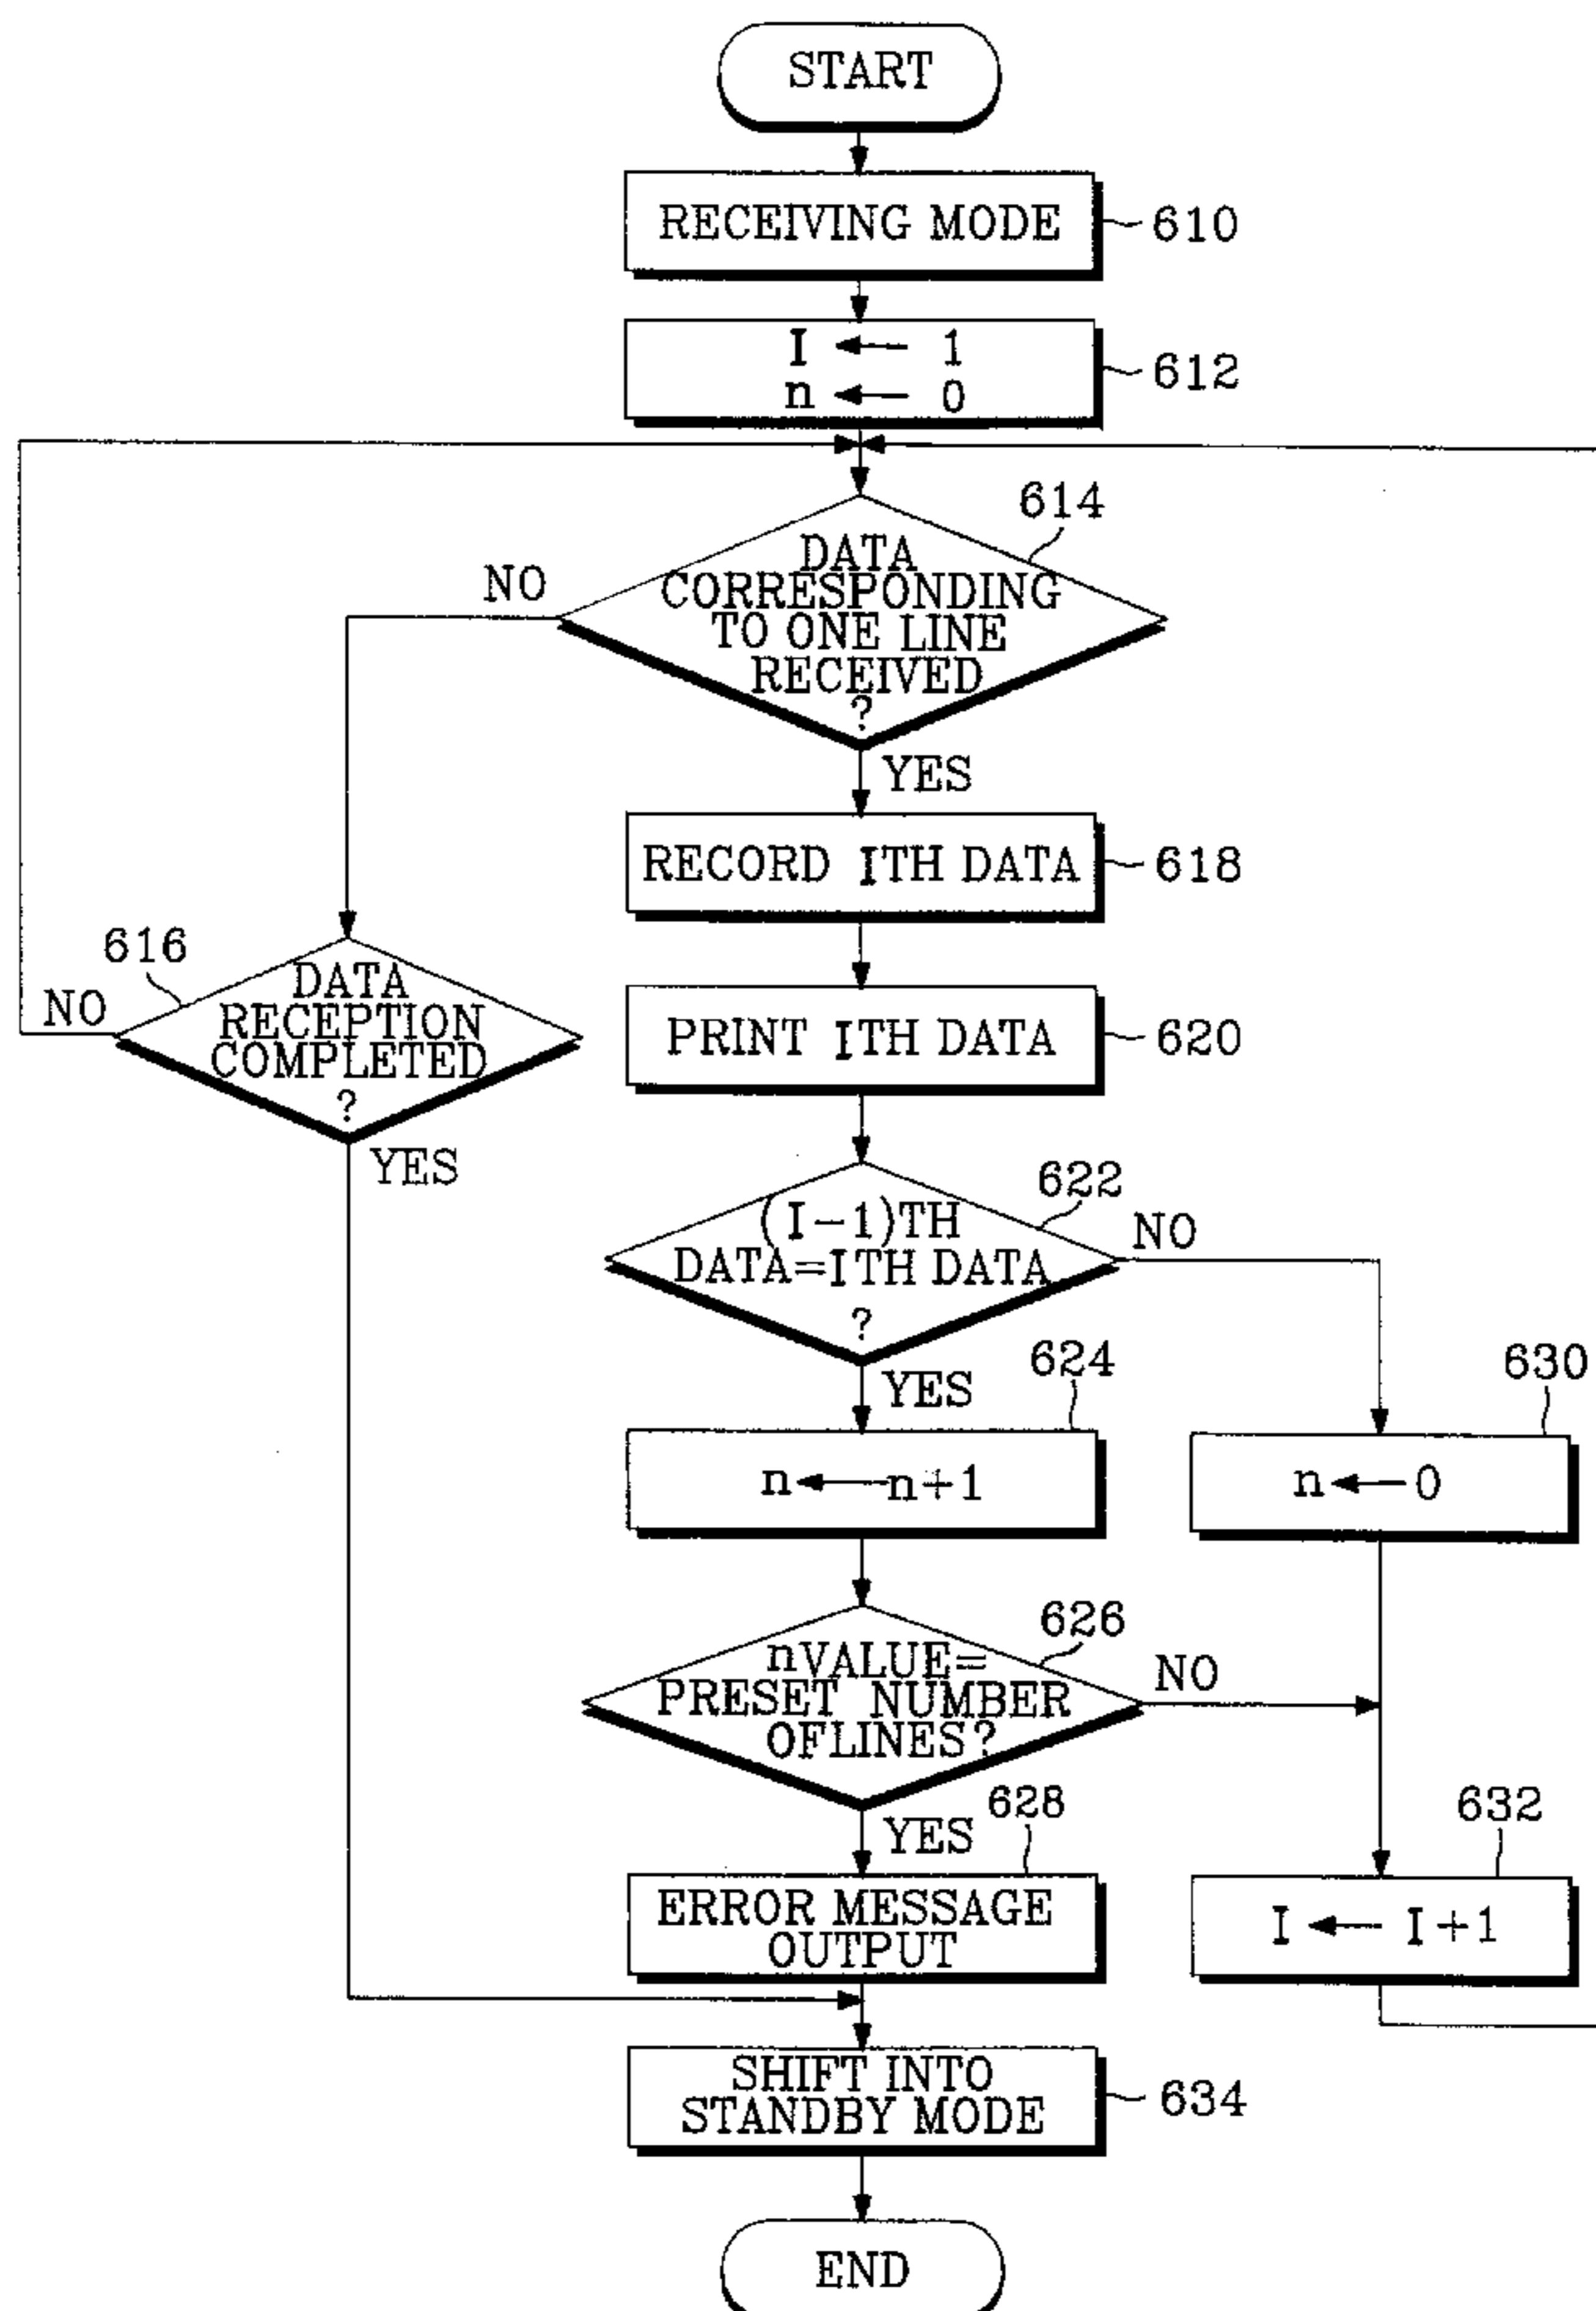 START
RECEIVING MODE
610
I ← 1
n ← 0
612
614
DATA
CORRESPONDING
TO ONE LINE
RECEIVED
?
NO
YES
RECORD ITH DATA
618
616
DATA
RECEPTION
COMPLETED
?
NO
YES
PRINT ITH DATA
620
622
(I-1)TH
DATA=ITH DATA
?
NO
YES
624
n←n+1
630
n←0
626
nVALUE=
PRESET NUMBER
OFLINES?
NO
YES
628
ERROR MESSAGE
OUTPUT
632
I ← I+1
SHIFT INTO
STANDBY MODE
634
END